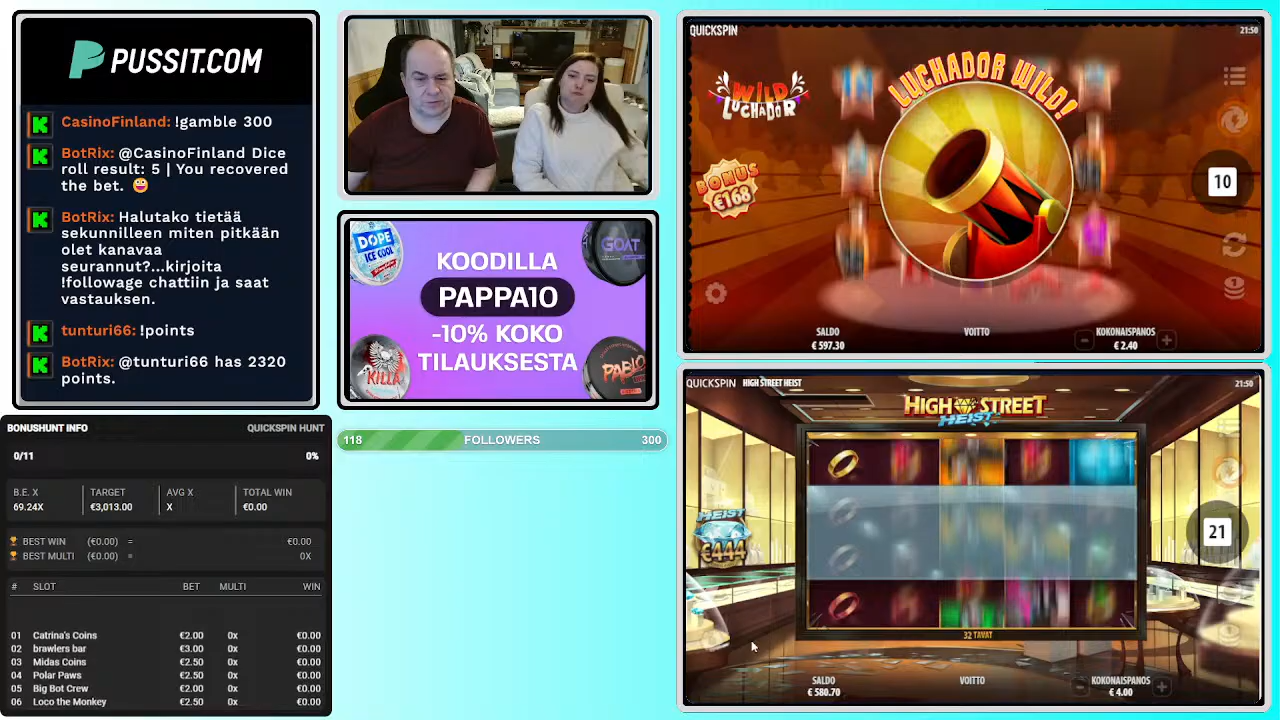 PUSSIT.COM
CasinoFinland: !gamble 300
BotRix: @CasinoFinland Dice
roll result: 5 | You recovered
the bet.
BotRix: Halutako tietää
sekunnilleen miten pitkään
olet kanavaa
seurannut?...kirjoita
!followage chattiin ja saat
vastauksen.
tunturi66: !points
BotRix: @tunturi66 has 2320
points.
BONUSHUNT INFO
QUICKSPIN HUNT
0/11
0%
B.E. X
TARGET
AVG X
TOTAL WIN
69.24X
€3,013.00
X
€0.00
BEST WIN (€0.00) = €0.00
BEST MULTI (€0.00) = 0X
# SLOT BET MULTI WIN
01 Catrina's Coins €2.00 0x €0.00
02 brawlers bar €3.00 0x €0.00
03 Midas Coins €2.50 0x €0.00
04 Polar Paws €2.50 0x €0.00
05 Big Bot Crew €2.00 0x €0.00
06 Loco the Monkey €2.50 0x €0.00
DOPE
ICE COOL
GOAT
KILLA
PABLO
KOODILLA
PAPPA10
-10% KOKO
TILAUKSESTA
118 FOLLOWERS 300
QUICKSPIN
21:50
WILD
LUCHADOR
LUCHADOR WILD!
BONUS
€168
10
1
SALDO
€ 597.30
VOITTO
KOKONAISPANOS
€ 2.40
QUICKSPIN HIGH STREET HEIST
21:50
HIGH STREET
HEIST
HEIST
€444
21
32 TAVAT
SALDO
€ 580.70
VOITTO
KOKONAISPANOS
€ 4.00